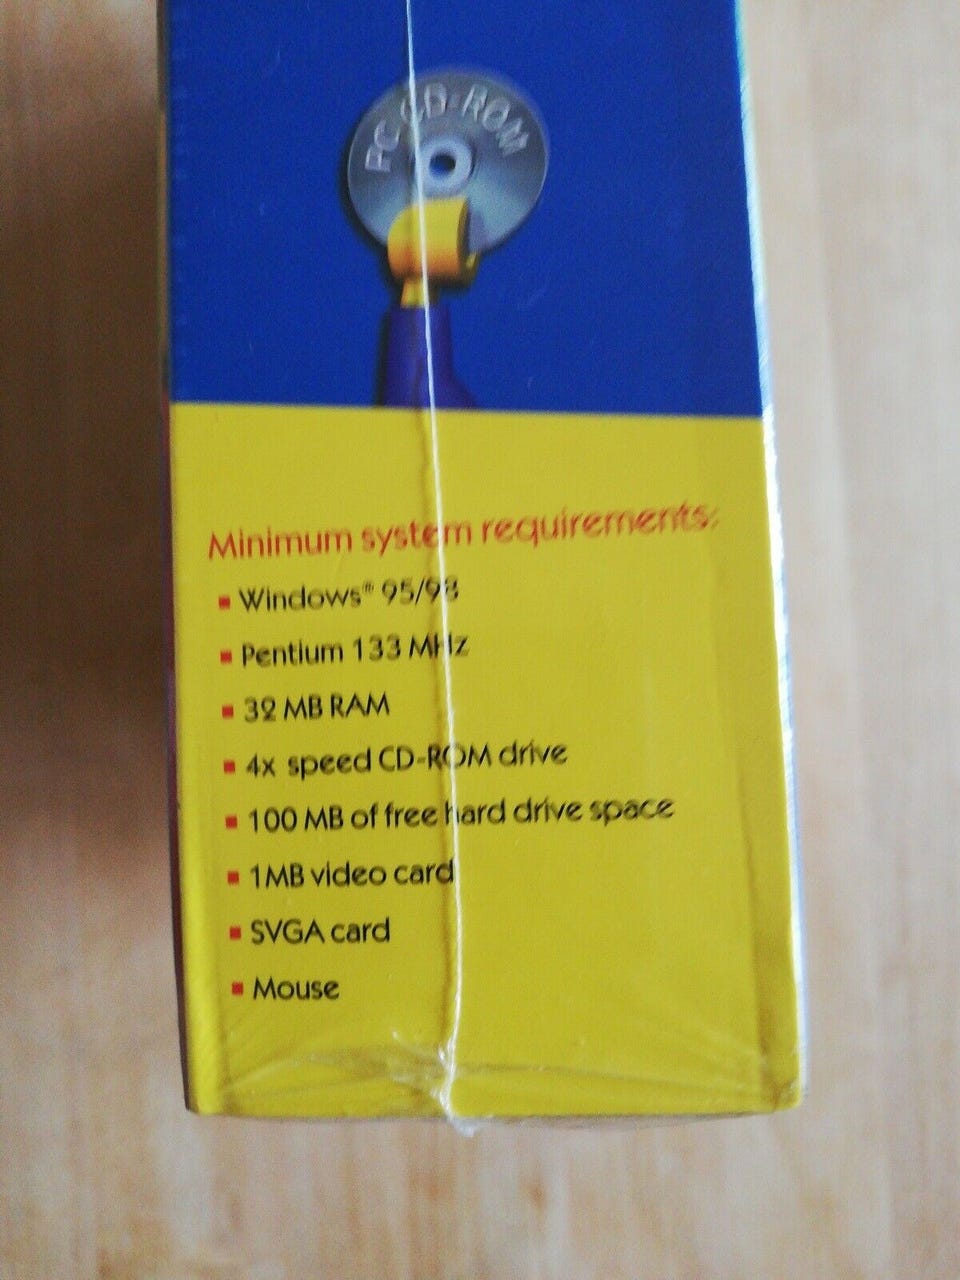 PC CD-ROM
Minimum system requirements:
▪ Windows® 95/98
▪ Pentium 133 MHz
▪ 32 MB RAM
▪ 4x speed CD-ROM drive
▪ 100 MB of free hard drive space
▪ 1MB video card
▪ SVGA card
▪ Mouse